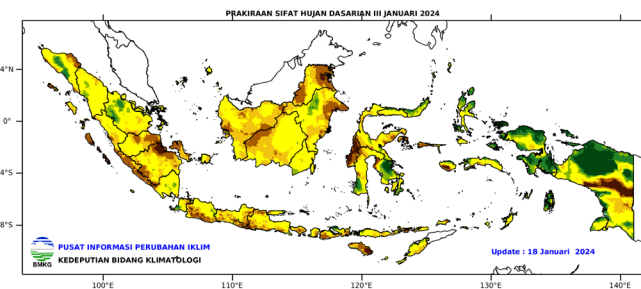 PRAKIRAAN SIFAT HUJAN DASARIAN III JANUARI 2024
4°N
0°
4°S
8°S
PUSAT INFORMASI PERUBAHAN IKLIM
KEDEPUTIAN BIDANG KLIMATOLOGI
BMKG
Update : 18 Januari 2024
100°E
110°E
120°E
130°E
140°E